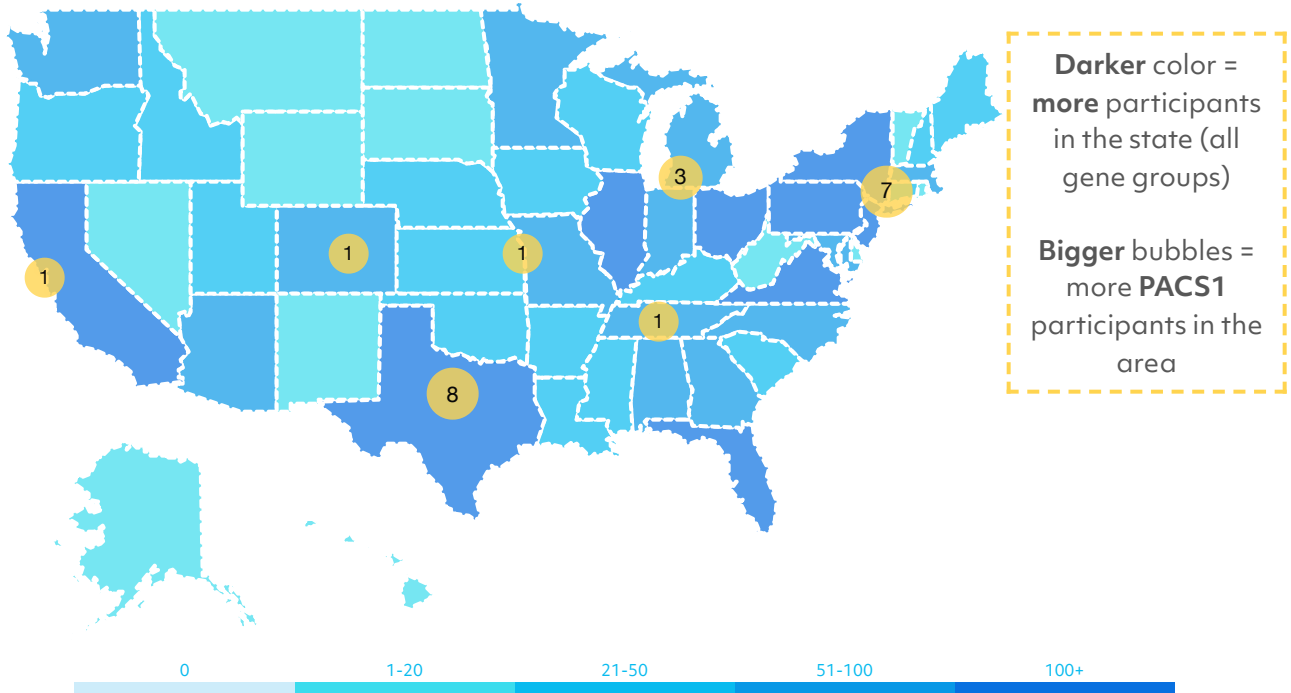 Darker color =
more participants
in the state (all
gene groups)
Bigger bubbles =
more PACS1
participants in the
area
3
7
1
1
1
1
8
0 1-20 21-50 51-100 100+